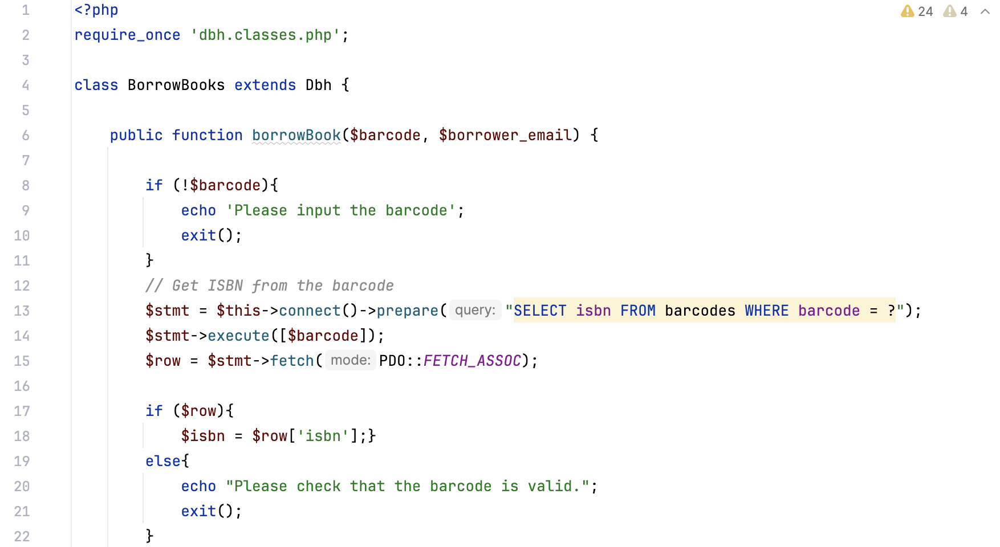 1 <?php 24 4
2 require_once 'dbh.classes.php';
3
4 class BorrowBooks extends Dbh {
5
6 public function borrowBook($barcode, $borrower_email) {
7
8 if (!$barcode){
9 echo 'Please input the barcode';
10 exit();
11 }
12 // Get ISBN from the barcode
13 $stmt = $this->connect()->prepare( query: "SELECT isbn FROM barcodes WHERE barcode = ?");
14 $stmt->execute([$barcode]);
15 $row = $stmt->fetch( mode: PDO::FETCH_ASSOC);
16
17 if ($row){
18 $isbn = $row['isbn'];}
19 else{
20 echo "Please check that the barcode is valid.";
21 exit();
22 }